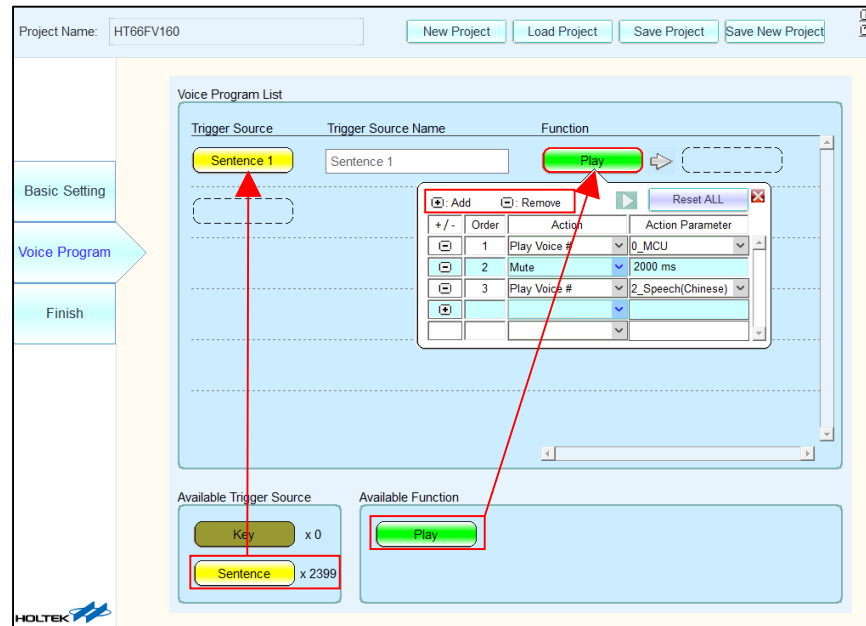 Project Name: HT66FV160 New Project Load Project Save Project Save New Project
Voice Program List
Trigger Source Trigger Source Name Function
Sentence 1 Sentence 1 Play
Basic Setting
Voice Program
Finish
+: Add -: Remove Reset ALL
+/- Order Action Action Parameter
- 1 Play Voice # 0_MCU
- 2 Mute 2000 ms
- 3 Play Voice # 2_Speech(Chinese)
+
Available Trigger Source Available Function
Key x 0 Play
Sentence x 2399
HOLTEK